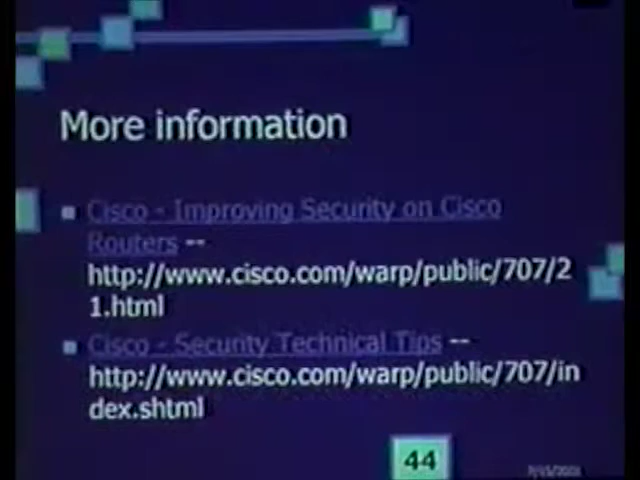 More information
Cisco - Improving Security on Cisco
Routers --
http://www.cisco.com/warp/public/707/2
1.html
Cisco - Security Technical Tips --
http://www.cisco.com/warp/public/707/in
dex.shtml
44